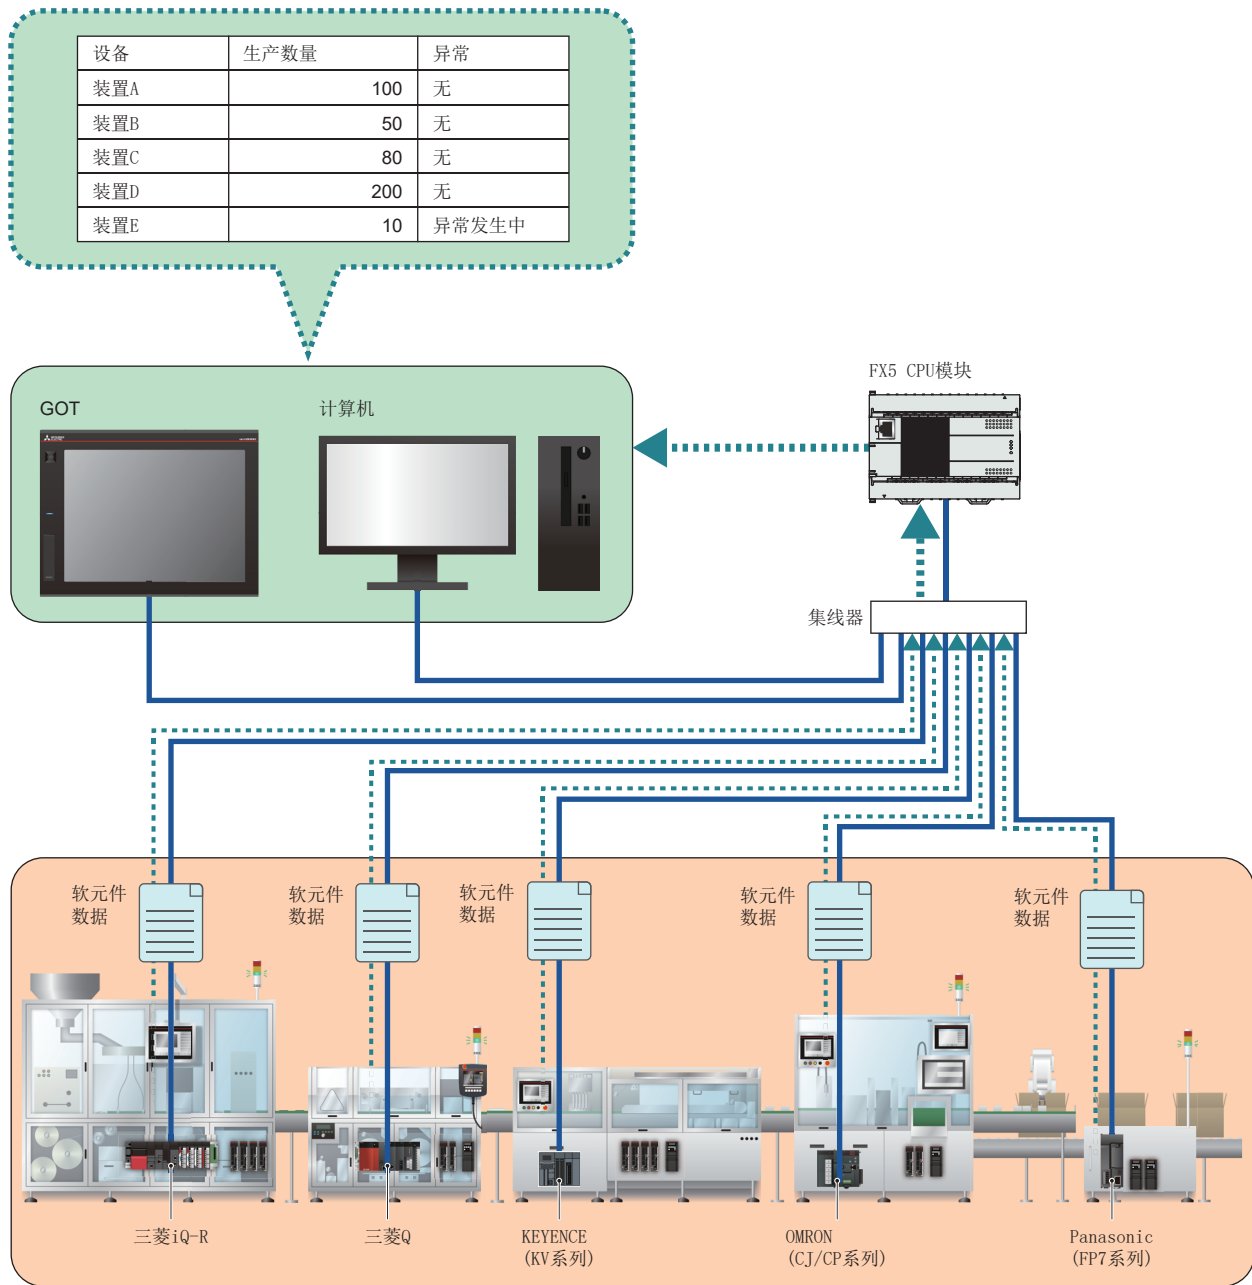 设备 生产数量 异常
装置A 100 无
装置B 50 无
装置C 80 无
装置D 200 无
装置E 10 异常发生中
FX5 CPU模块
GOT 计算机
集线器
软元件
数据
软元件
数据
软元件
数据
软元件
数据
软元件
数据
三菱iQ-R
三菱Q
KEYENCE
(KV系列)
OMRON
(CJ/CP系列)
Panasonic
(FP7系列)